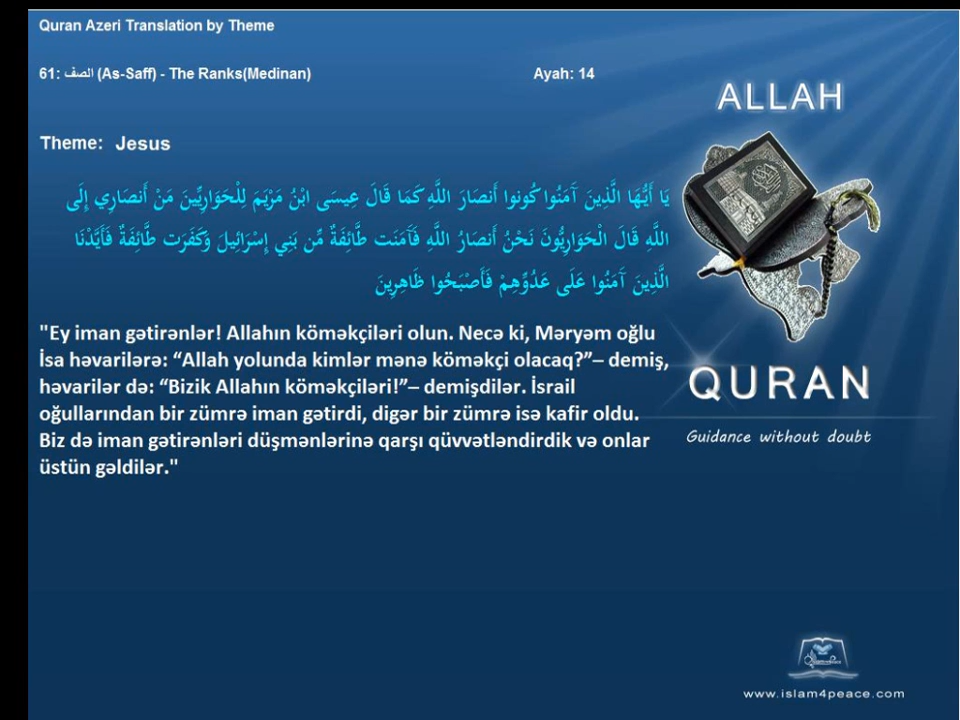 Quran Azeri Translation by Theme
61: الصف (As-Saff) - The Ranks(Medinan) Ayah: 14
Theme: Jesus
يَا أَيُّهَا الَّذِينَ آَمَنُوا كُونوا أَنصَارَ اللَّهِ كَمَا قَالَ عِيسَى ابْنُ مَرْيَمَ لِلْحَوَارِيِّينَ مَنْ أَنصَارِي إِلَى
اللَّهِ قَالَ الْحَوَارِيُّونَ نَحْنُ أَنصَارُ اللَّهِ فَآَمَنَت طَّائِفَةٌ مِّن بَنِي إِسْرَائِيلَ وَكَفَرَت طَّائِفَةٌ فَأَيَّدْنَا
الَّذِينَ آَمَنُوا عَلَى عَدُوِّهِمْ فَأَصْبَحُوا ظَاهِرِينَ
"Ey iman gətirənlər! Allahın köməkçiləri olun. Necə ki, Məryəm oğlu
İsa həvarilərə: “Allah yolunda kimlər mənə köməkçi olacaq?”– demiş,
həvarilər də: “Bizik Allahın köməkçiləri!”– demişdilər. İsrail
oğullarından bir zümrə iman gətirdi, digər bir zümrə isə kafir oldu.
Biz də iman gətirənləri düşmənlərinə qarşı qüvvətləndirdik və onlar
üstün gəldilər."
ALLAH
QURAN
Guidance without doubt
www.islam4peace.com